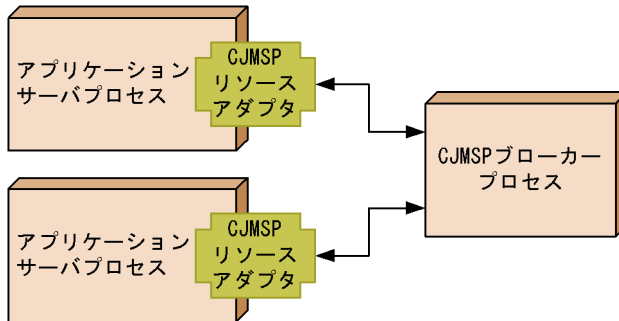 アプリケーション
サーバプロセス
CJMSP
リソース
アダプタ
CJMSPブローカー
プロセス
アプリケーション
サーバプロセス
CJMSP
リソース
アダプタ